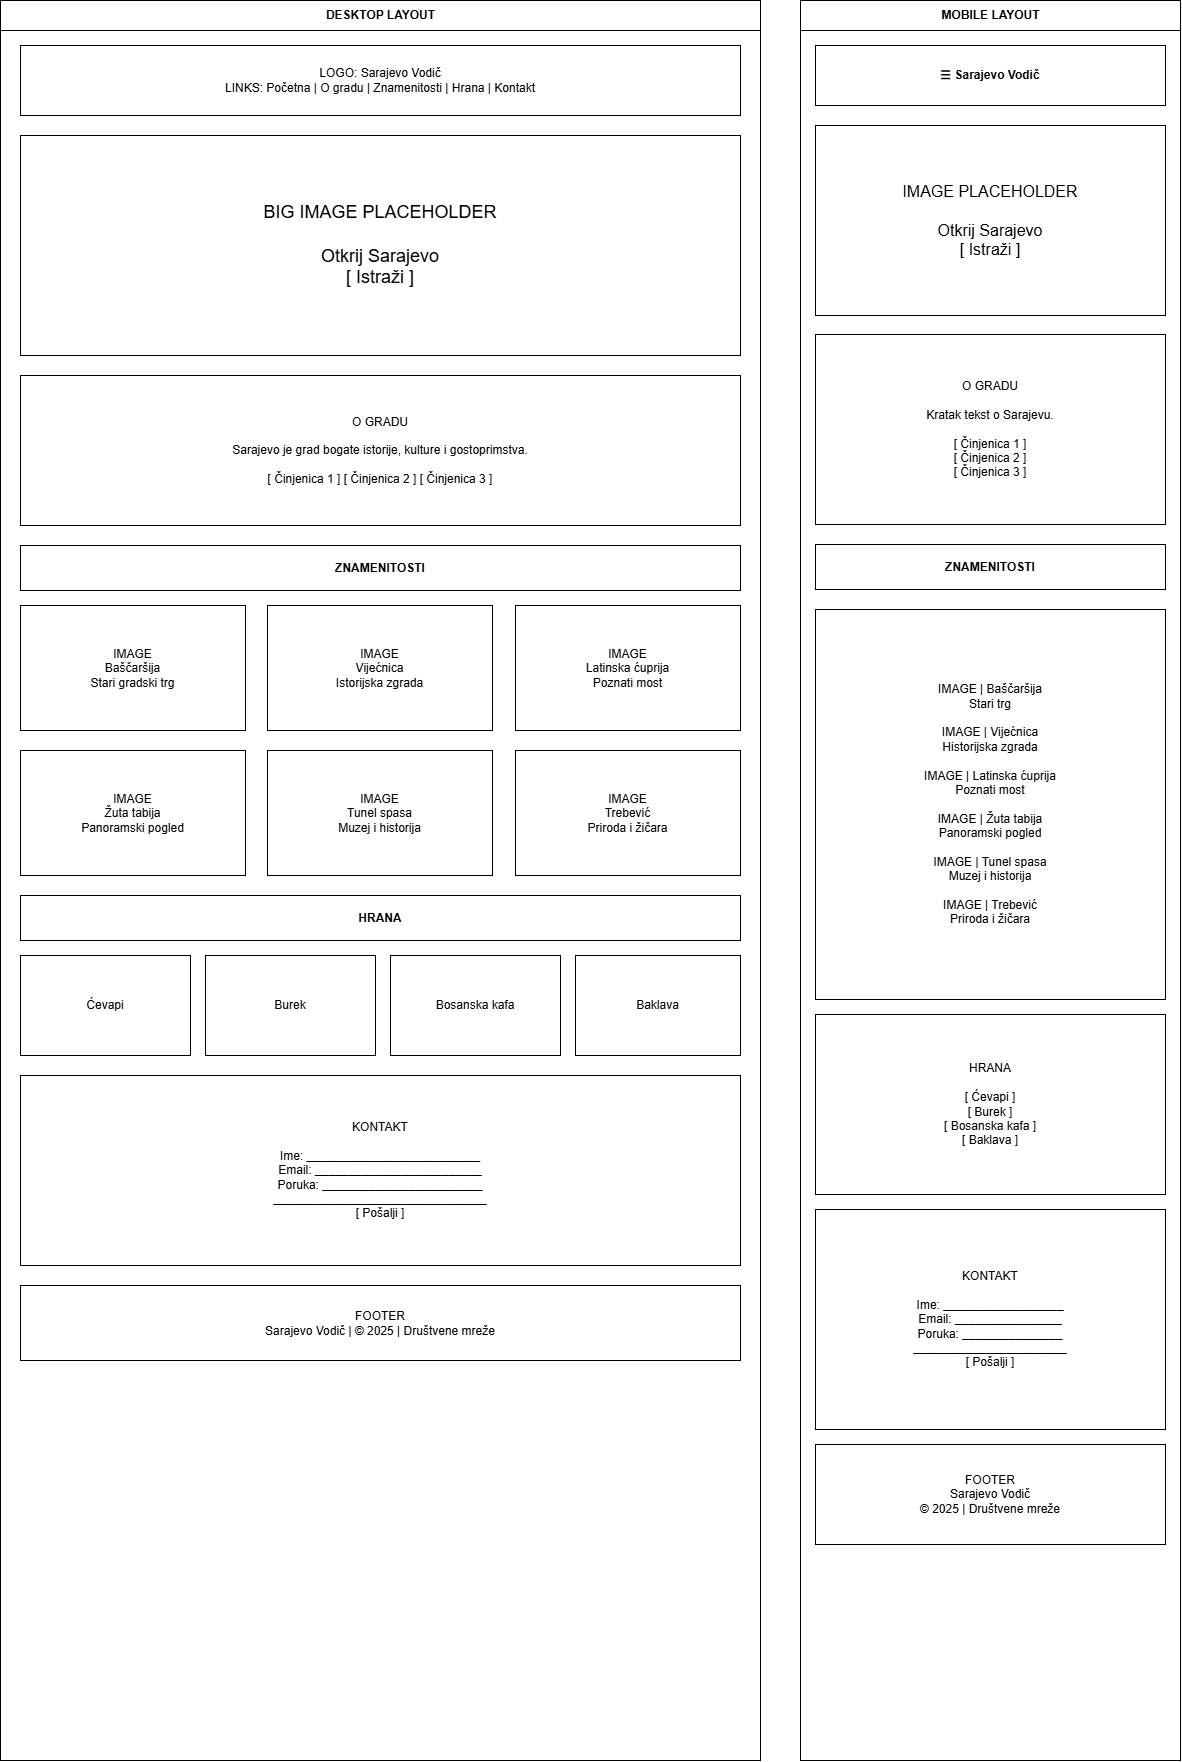 DESKTOP LAYOUT
LOGO: Sarajevo Vodič
LINKS: Početna | O gradu | Znamenitosti | Hrana | Kontakt
BIG IMAGE PLACEHOLDER
Otkrij Sarajevo
[ Istraži ]
O GRADU
Sarajevo je grad bogate istorije, kulture i gostoprimstva.
[ Činjenica 1 ] [ Činjenica 2 ] [ Činjenica 3 ]
ZNAMENITOSTI
IMAGE
Baščaršija
Stari gradski trg
IMAGE
Vijećnica
Istorijska zgrada
IMAGE
Latinska ćuprija
Poznati most
IMAGE
Žuta tabija
Panoramski pogled
IMAGE
Tunel spasa
Muzej i historija
IMAGE
Trebević
Priroda i žičara
HRANA
Ćevapi
Burek
Bosanska kafa
Baklava
KONTAKT
Ime: __________________________
Email: _________________________
Poruka: ________________________
________________________________
[ Pošalji ]
FOOTER
Sarajevo Vodič | © 2025 | Društvene mreže
MOBILE LAYOUT
☰ Sarajevo Vodič
IMAGE PLACEHOLDER
Otkrij Sarajevo
[ Istraži ]
O GRADU
Kratak tekst o Sarajevu.
[ Činjenica 1 ]
[ Činjenica 2 ]
[ Činjenica 3 ]
ZNAMENITOSTI
IMAGE | Baščaršija
Stari trg
IMAGE | Vijećnica
Historijska zgrada
IMAGE | Latinska ćuprija
Poznati most
IMAGE | Žuta tabija
Panoramski pogled
IMAGE | Tunel spasa
Muzej i historija
IMAGE | Trebević
Priroda i žičara
HRANA
[ Ćevapi ]
[ Burek ]
[ Bosanska kafa ]
[ Baklava ]
KONTAKT
Ime: __________________
Email: ________________
Poruka: _______________
_______________________
[ Pošalji ]
FOOTER
Sarajevo Vodič
© 2025 | Društvene mreže